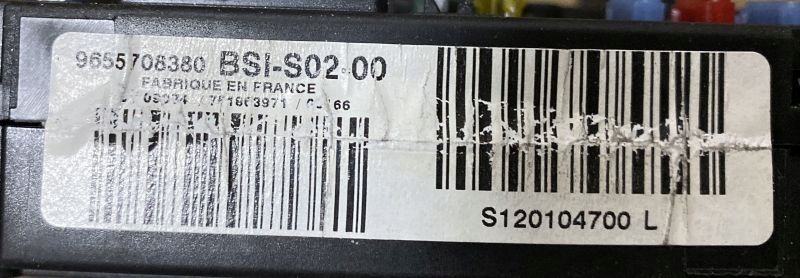 9655708380 BSI-S02-00
FABRIQUE EN FRANCE
S120104700 L